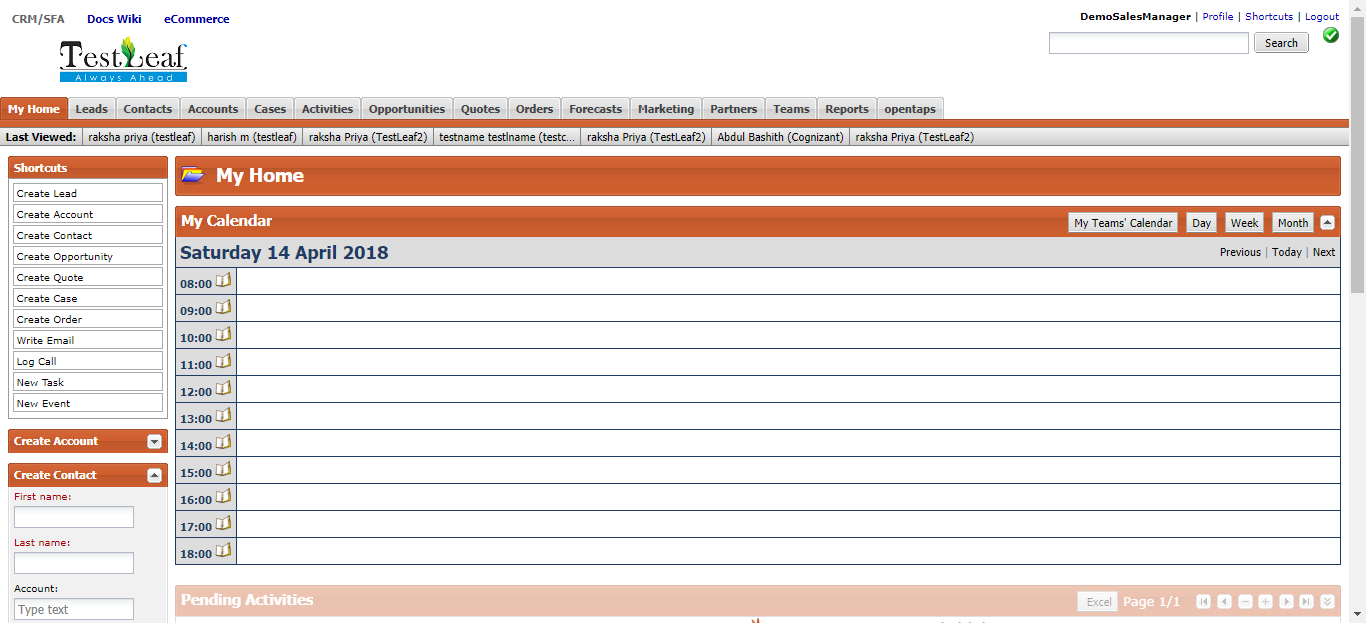 CRM/SFA Docs Wiki eCommerce
DemoSalesManager | Profile | Shortcuts | Logout
Search
TestLeaf
Always Ahead
My Home Leads Contacts Accounts Cases Activities Opportunities Quotes Orders Forecasts Marketing Partners Teams Reports opentaps
Last Viewed: raksha priya (testleaf) harish m (testleaf) raksha Priya (TestLeaf2) testname testlname (testc... raksha Priya (TestLeaf2) Abdul Bashith (Cognizant) raksha Priya (TestLeaf2)
Shortcuts
Create Lead
Create Account
Create Contact
Create Opportunity
Create Quote
Create Case
Create Order
Write Email
Log Call
New Task
New Event
Create Account
Create Contact
First name:
Last name:
Account:
Type text
My Home
My Calendar
My Teams' Calendar Day Week Month
Saturday 14 April 2018
Previous | Today | Next
08:00
09:00
10:00
11:00
12:00
13:00
14:00
15:00
16:00
17:00
18:00
Pending Activities
Excel Page 1/1